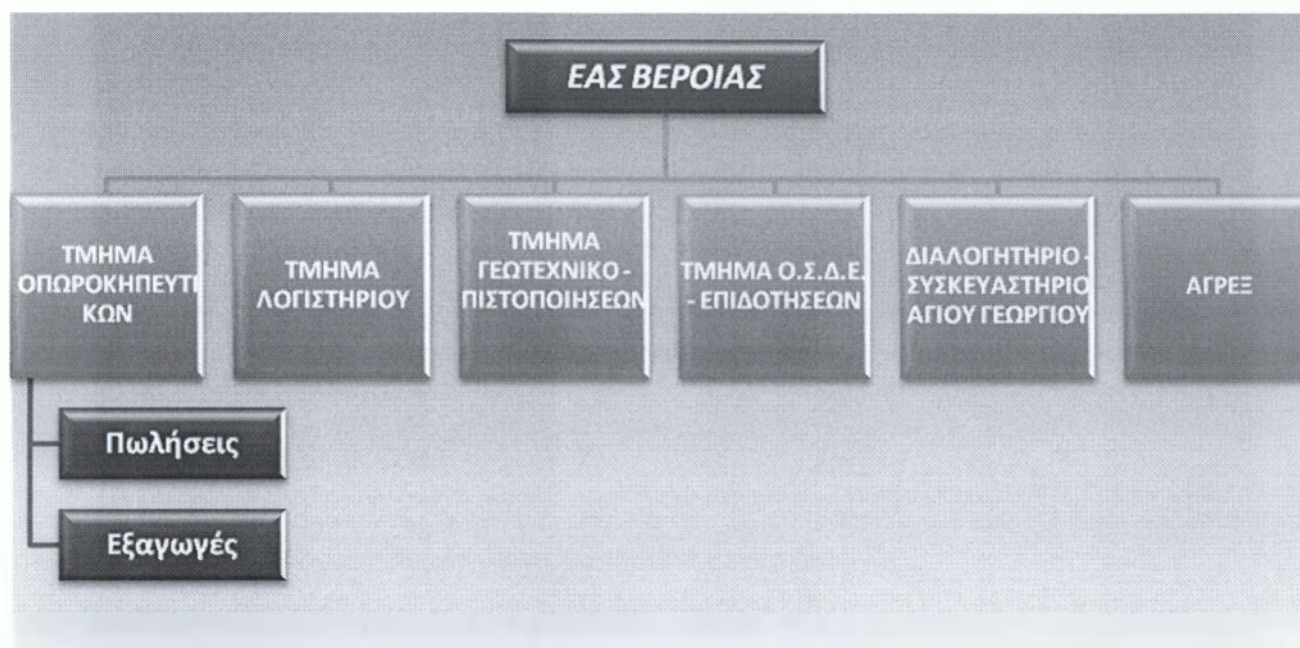 ΕΑΣ ΒΕΡΟΙΑΣ
ΤΜΗΜΑ
ΟΠΩΡΟΚΗΠΕΥΤΙ
ΚΩΝ
ΤΜΗΜΑ
ΛΟΓΙΣΤΗΡΙΟΥ
ΤΜΗΜΑ
ΓΕΩΤΕΧΝΙΚΟ -
ΠΙΣΤΟΠΟΙΗΣΕΩΝ
ΤΜΗΜΑ Ο.Σ.Δ.Ε.
- ΕΠΙΔΟΤΗΣΕΩΝ
ΔΙΑΛΟΓΗΤΗΡΙΟ -
ΣΥΣΚΕΥΑΣΤΗΡΙΟ
ΑΓΙΟΥ ΓΕΩΡΓΙΟΥ
ΑΓΡΕΞ
Πωλήσεις
Εξαγωγές